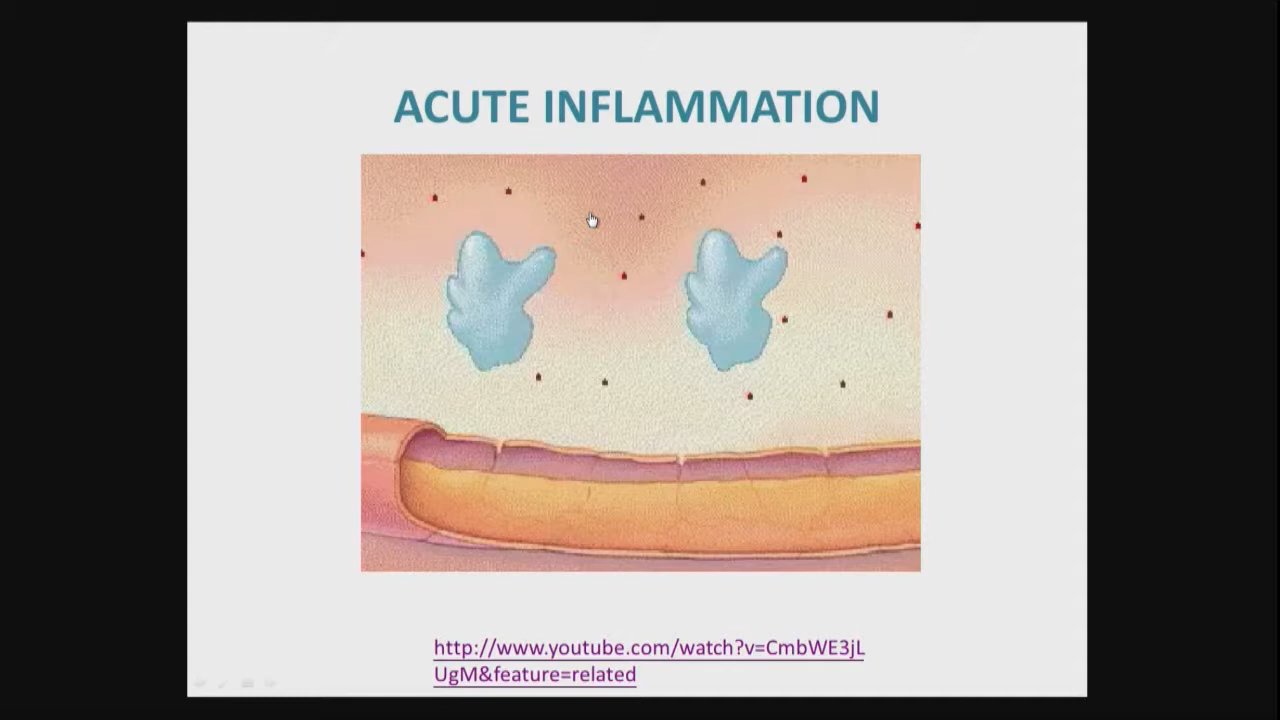 ACUTE INFLAMMATION
http://www.youtube.com/watch?v=CmbWE3jL
UgM&feature=related